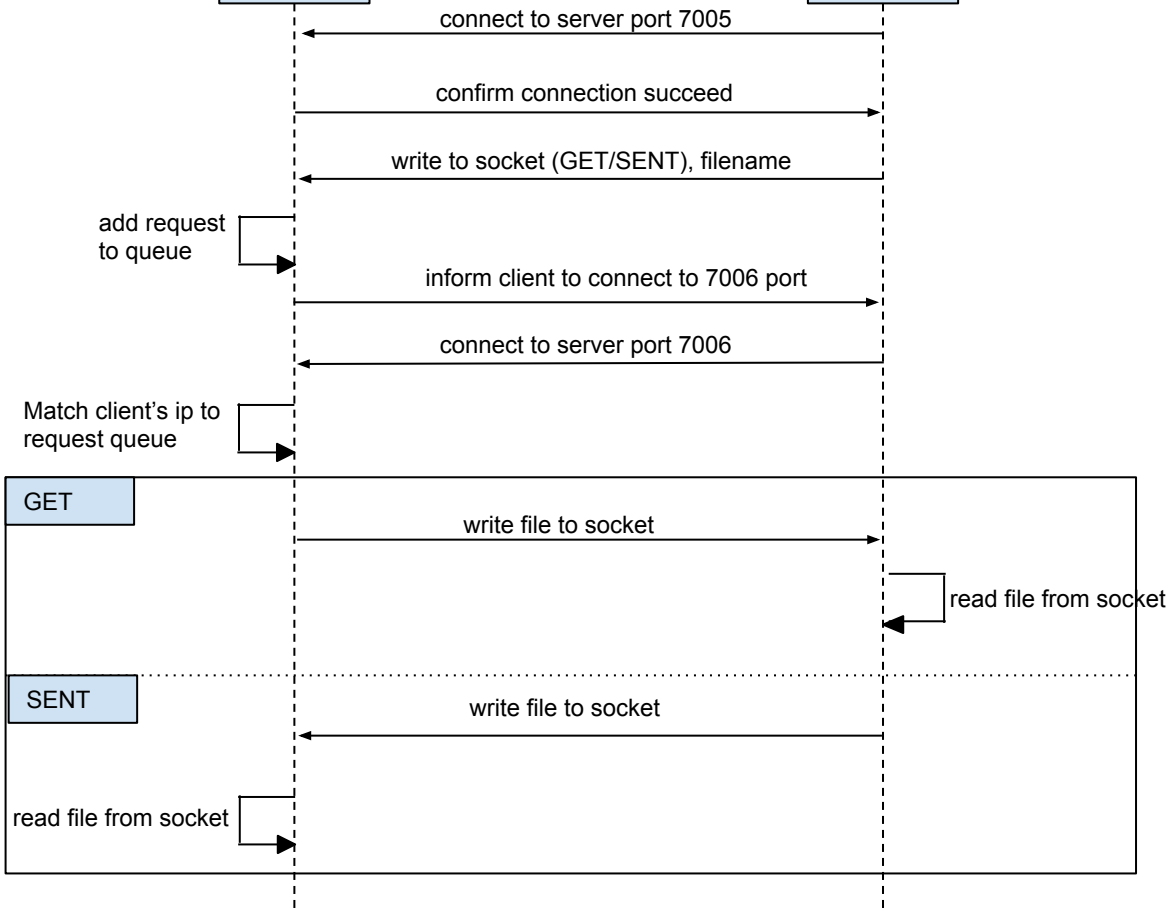 connect to server port 7005
confirm connection succeed
write to socket (GET/SENT), filename
add request
to queue
inform client to connect to 7006 port
connect to server port 7006
Match client's ip to
request queue
GET
write file to socket
read file from socket
SENT
write file to socket
read file from socket